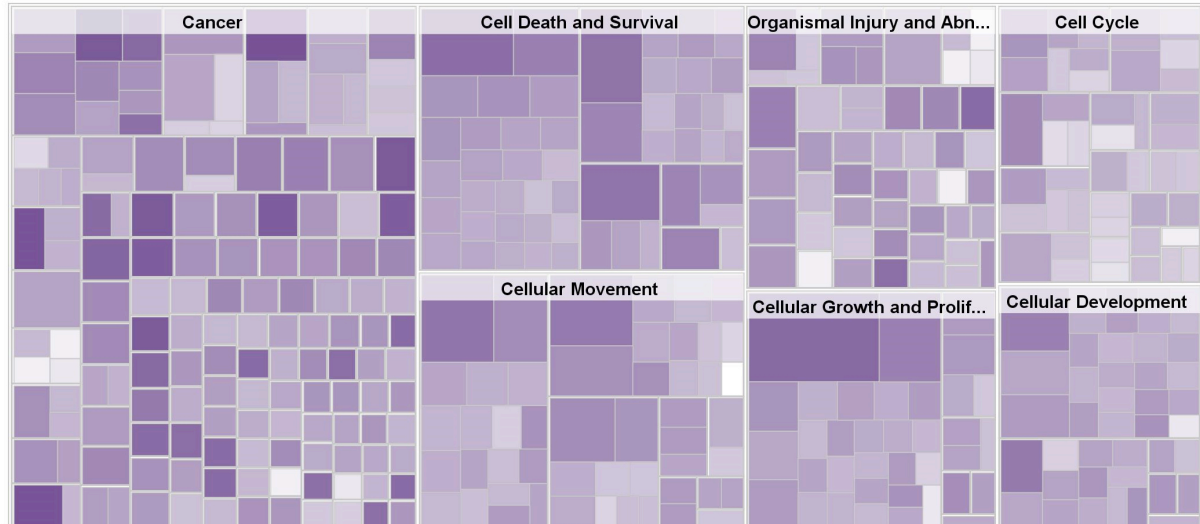 Cancer
Cell Death and Survival
Organismal Injury and Abn...
Cell Cycle
Cellular Movement
Cellular Growth and Prolif...
Cellular Development